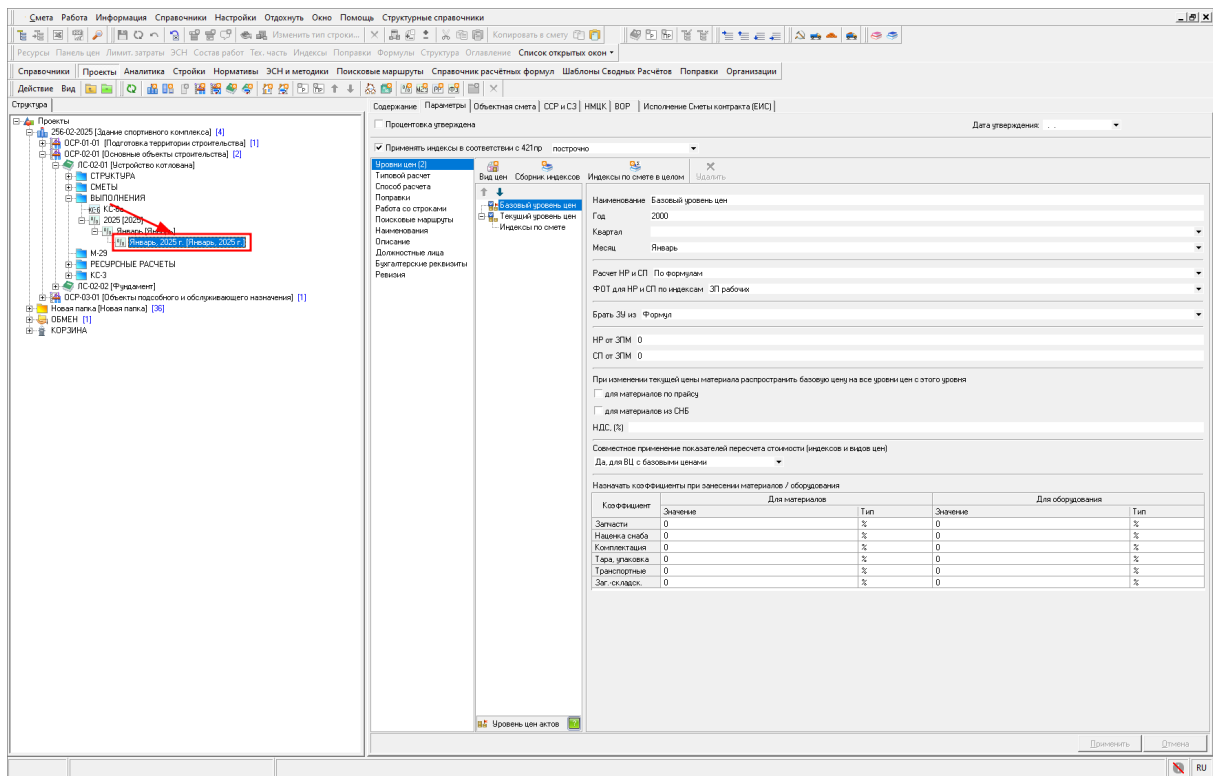 Смета Работа Информация Справочники Настройки Отдохнуть Окно Помощь Структурные справочники
Изменить тип строки... Копировать в смету
Ресурсы Панель цен Лимит. затраты ЭСН Состав работ Тех. часть Индексы Поправки Формулы Структура Оглавление Список открытых окон
Справочники Проекты Аналитика Стройки Нормативы ЭСН и методики Поисковые маршруты Справочник расчётных формул Шаблоны Сводных Расчётов Поправки Организации
Действие Вид
Структура
Проекты
256-02-2025 [Здание спортивного комплекса] [4]
ОСР-01-01 [Подготовка территории строительства] [1]
ОСР-02-01 [Основные объекты строительства] [2]
ЛС-02-01 [Устройство котлована]
СТРУКТУРА
СМЕТЫ
ВЫПОЛНЕНИЯ
КС-6а
2025 [2025]
Январь
Январь, 2025 г. [Январь, 2025 г.]
М-29
РЕСУРСНЫЕ РАСЧЕТЫ
КС-3
ЛС-02-02 [Фундамент]
ОСР-03-01 [Объекты подсобного и обслуживающего назначения] [1]
Новая папка [Новая папка] [36]
ОБМЕН [1]
КОРЗИНА
Содержание Параметры Объектная смета ССР и СЗ НМЦК ВОР Исполнение Сметы контракта (ЕИС)
Процентовка утверждена Дата утверждения: . .
Применять индексы в соответствии с 421пр построчно
Уровни цен (2)
Типовой расчет
Способ расчета
Поправки
Работа со строками
Поисковые маршруты
Наименования
Описание
Должностные лица
Бухгалтерские реквизиты
Ревизия
Вид цен Сборник индексов Индексы по смете в целом Удалить
Базовый уровень цен
Текущий уровень цен
Индексы по смете
Уровень цен актов
Наименование Базовый уровень цен
Год 2000
Квартал
Месяц Январь
Расчет НР и СП По формулам
ФОТ для НР и СП по индексам ЗП рабочих
Брать ЗУ из Формул
НР от ЗПМ 0
СП от ЗПМ 0
При изменении текущей цены материала распространить базовую цену на все уровни цен с этого уровня
для материалов по прайсу
для материалов из СНБ
НДС, (%)
Совместное применение показателей пересчета стоимости (индексов и видов цен)
Да, для ВЦ с базовыми ценами
Назначать коэффициенты при занесении материалов / оборудования
Коэффициент Для материалов Для оборудования
Значение Тип Значение Тип
Запчасти 0 % 0 %
Наценка снаба 0 % 0 %
Комплектация 0 % 0 %
Тара, упаковка 0 % 0 %
Транспортные 0 % 0 %
Заг.-складск. 0 % 0 %
Применить Отмена
RU